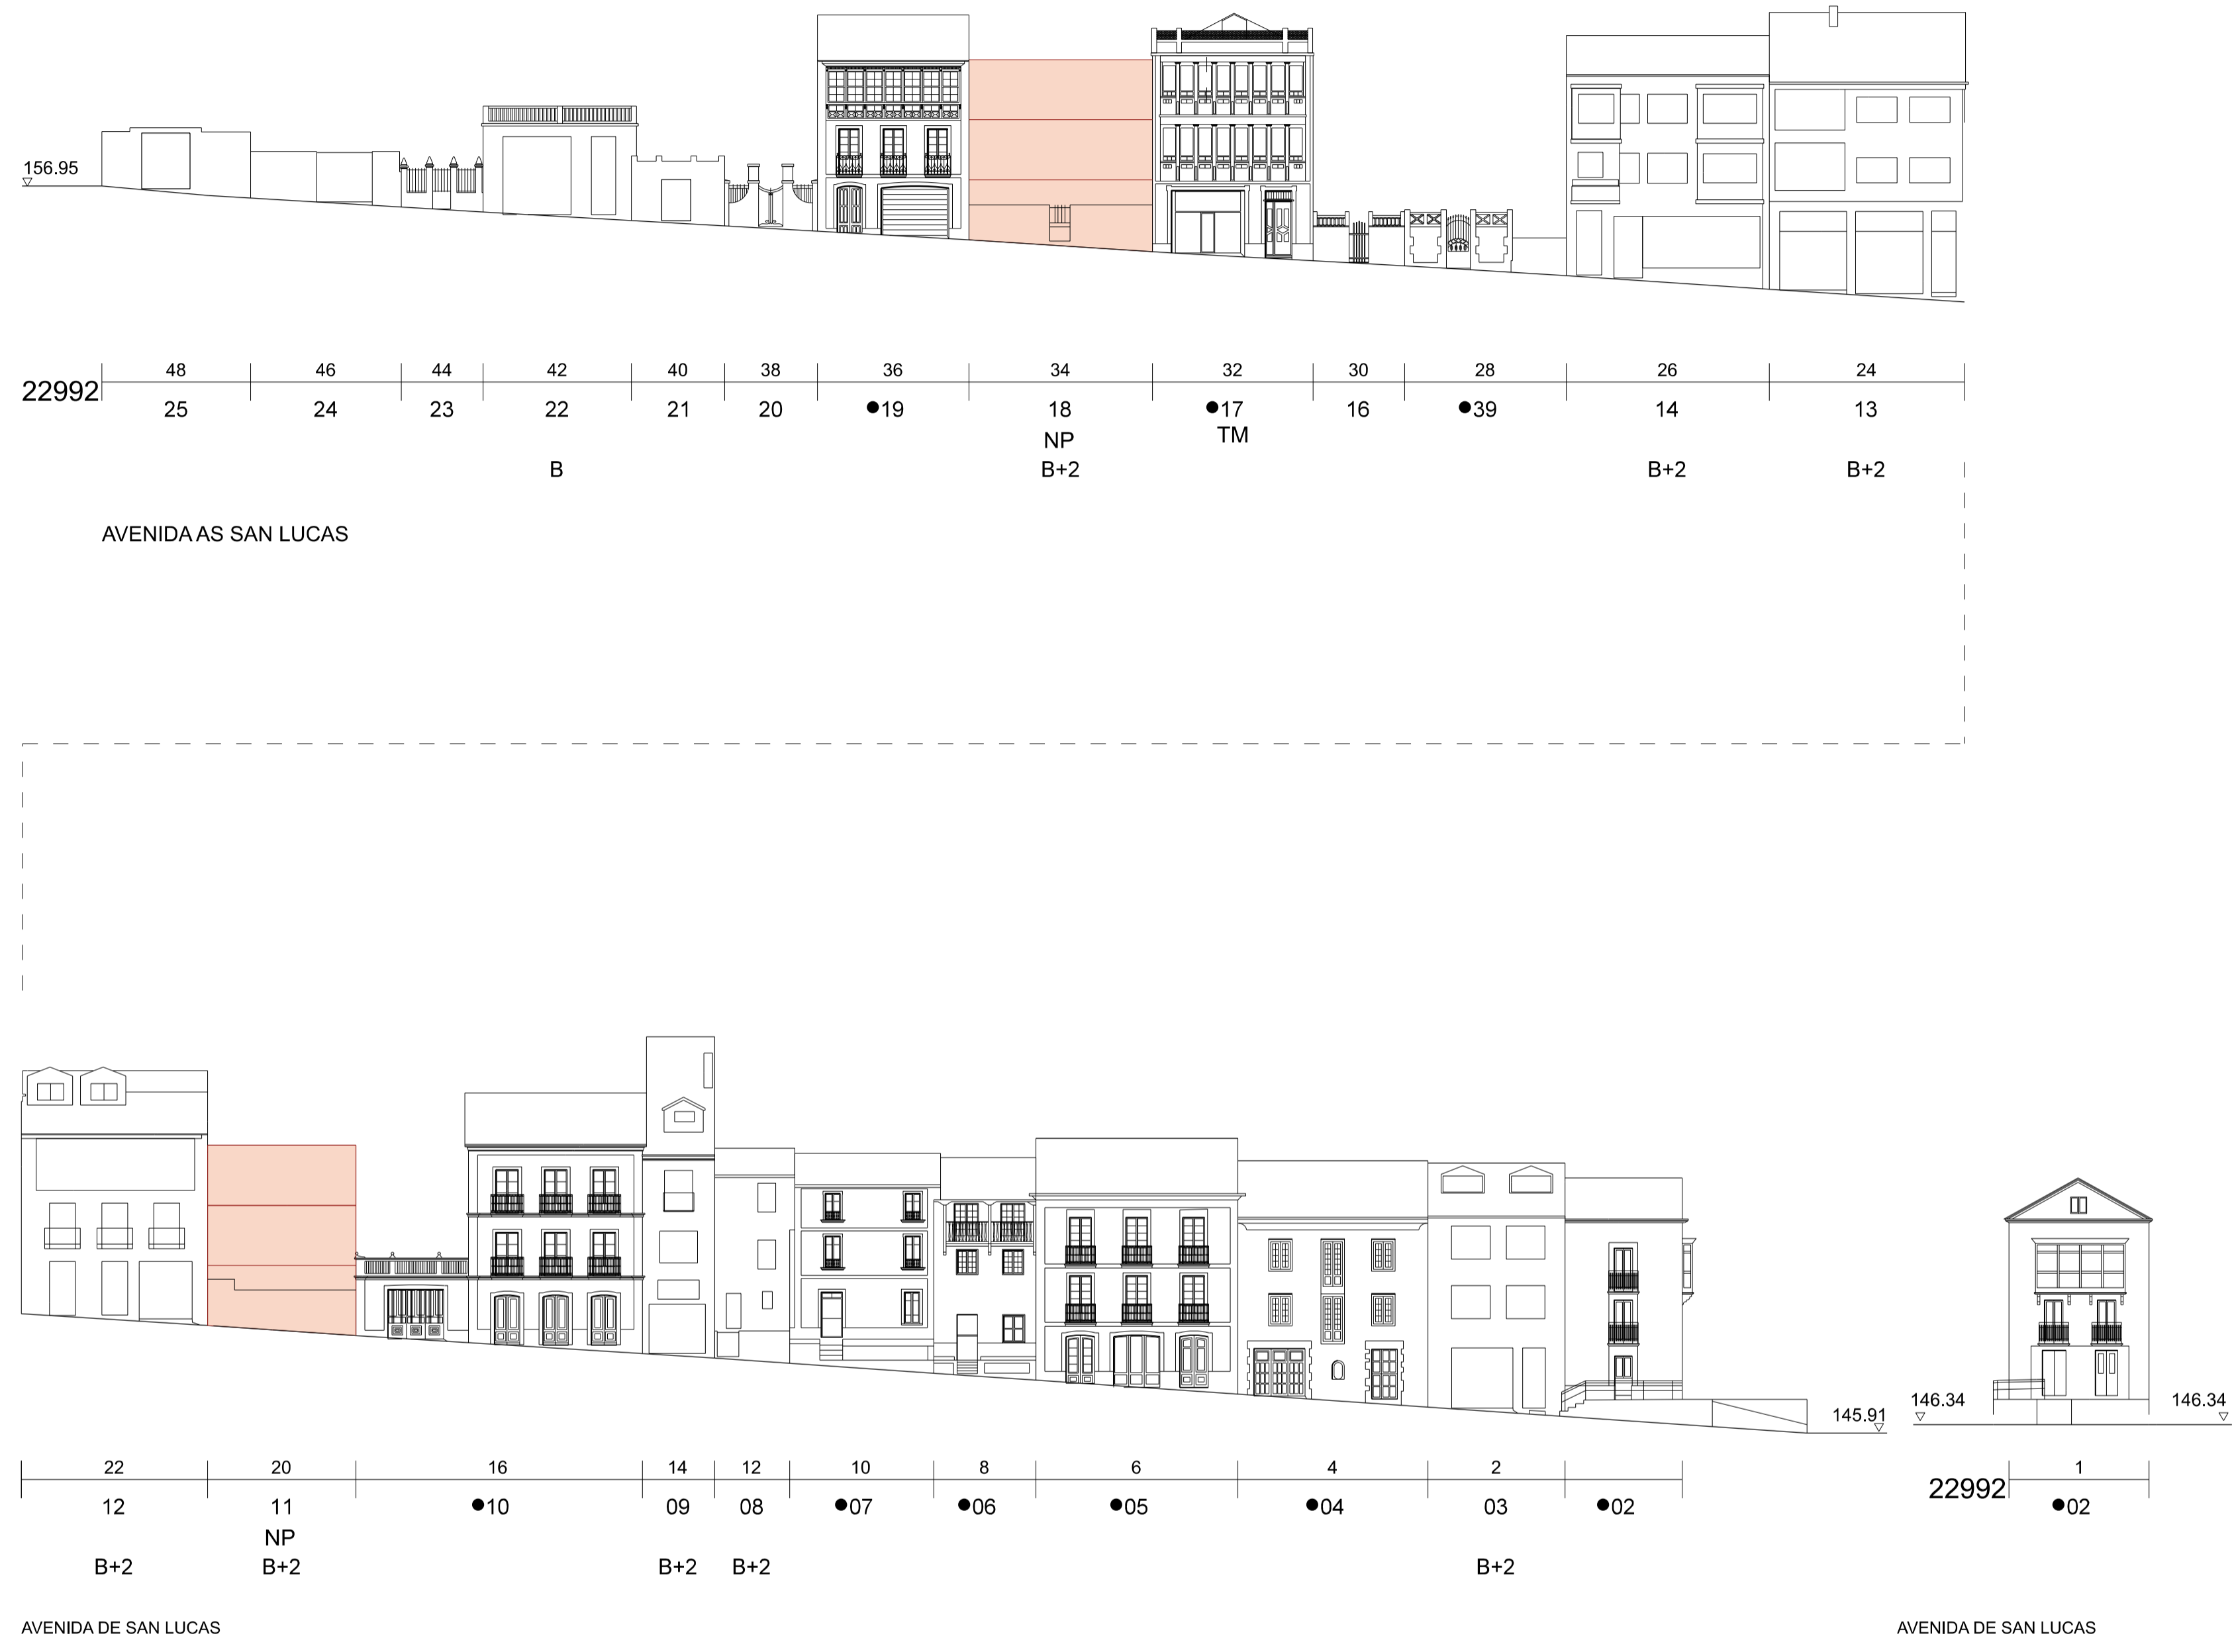 156.95
48 46 44 42 40 38 36 34 32 30 28 26 24
22992
25 24 23 22 21 20 ●19 18 ●17 16 ●39 14 13
NP TM
B B+2 B+2 B+2
AVENIDA AS SAN LUCAS
146.34 146.34
145.91
22 20 16 14 12 10 8 6 4 2 1
22992
12 11 ●10 09 08 ●07 ●06 ●05 ●04 03 ●02 ●02
NP
B+2 B+2 B+2 B+2 B+2
AVENIDA DE SAN LUCAS AVENIDA DE SAN LUCAS